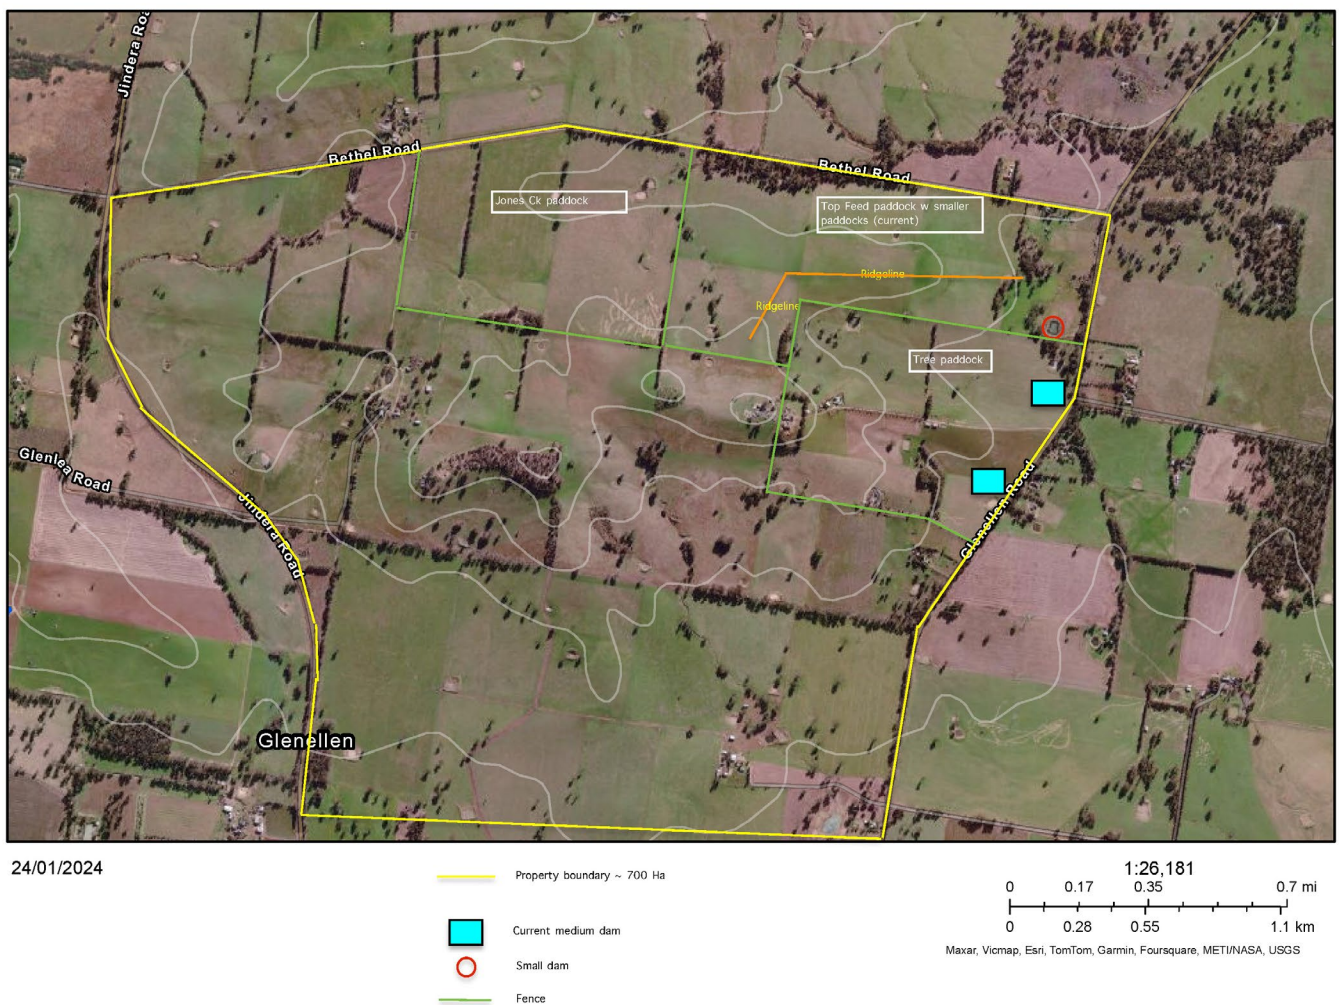 Jindera Roa
Bethel Road
Bethel Road
Jones Ck paddock
Top Feed paddock w smaller
paddocks (current)
Ridgeline
Ridgeline
Tree paddock
Glenlea Road
Jindera Road
Glenellen Road
Glenellen
24/01/2024
Property boundary ~ 700 Ha
Current medium dam
Small dam
Fence
1:26,181
0 0.17 0.35 0.7 mi
0 0.28 0.55 1.1 km
Maxar, Vicmap, Esri, TomTom, Garmin, Foursquare, METI/NASA, USGS